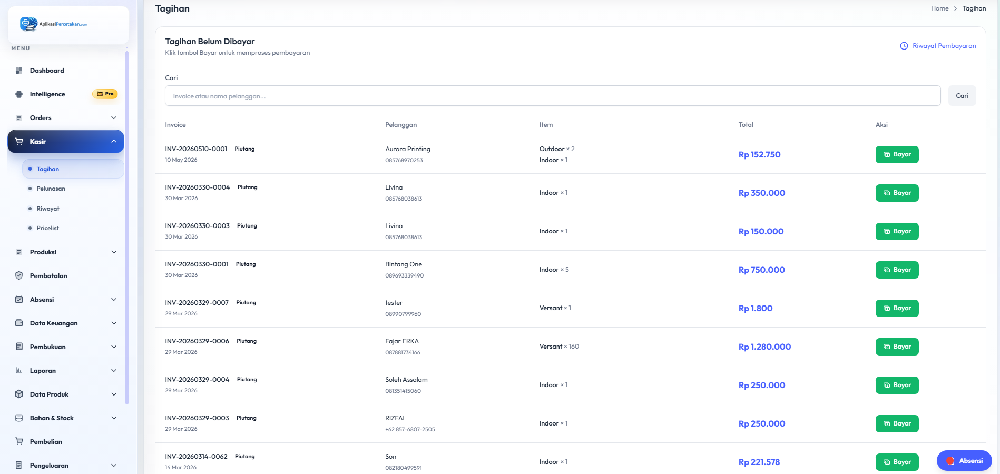 AplikasiPercetakan.com
MENU
Dashboard
Intelligence Pro
Orders
Kasir
Tagihan
Pelunasan
Riwayat
Pricelist
Produksi
Pembatalan
Absensi
Data Keuangan
Pembukuan
Laporan
Data Produk
Bahan & Stock
Pembelian
Pengeluaran
Tagihan
Home > Tagihan
Tagihan Belum Dibayar
Klik tombol Bayar untuk memproses pembayaran
Riwayat Pembayaran
Cari
Invoice atau nama pelanggan...
Cari
Invoice Pelanggan Item Total Aksi
INV-20260510-0001 Piutang Aurora Printing Outdoor × 2
10 May 2026 085768970253 Indoor × 1
Rp 152.750 Bayar
INV-20260330-0004 Piutang Livina
30 Mar 2026 085768038613
Indoor × 1 Rp 350.000 Bayar
INV-20260330-0003 Piutang Livina
30 Mar 2026 085768038613
Indoor × 1 Rp 150.000 Bayar
INV-20260330-0001 Piutang Bintang One
30 Mar 2026 089693339490
Indoor × 5 Rp 750.000 Bayar
INV-20260329-0007 Piutang tester
29 Mar 2026 08990799960
Versant × 1 Rp 1.800 Bayar
INV-20260329-0006 Piutang Fajar ERKA
29 Mar 2026 087881734166
Versant × 160 Rp 1.280.000 Bayar
INV-20260329-0004 Piutang Soleh Assalam
29 Mar 2026 081351415060
Indoor × 1 Rp 250.000 Bayar
INV-20260329-0003 Piutang RIZFAL
29 Mar 2026 +62 857-6807-2505
Indoor × 1 Rp 250.000 Bayar
INV-20260314-0062 Piutang Son
14 Mar 2026 082180499591
Indoor × 1 Rp 221.578 Bayar
Absensi